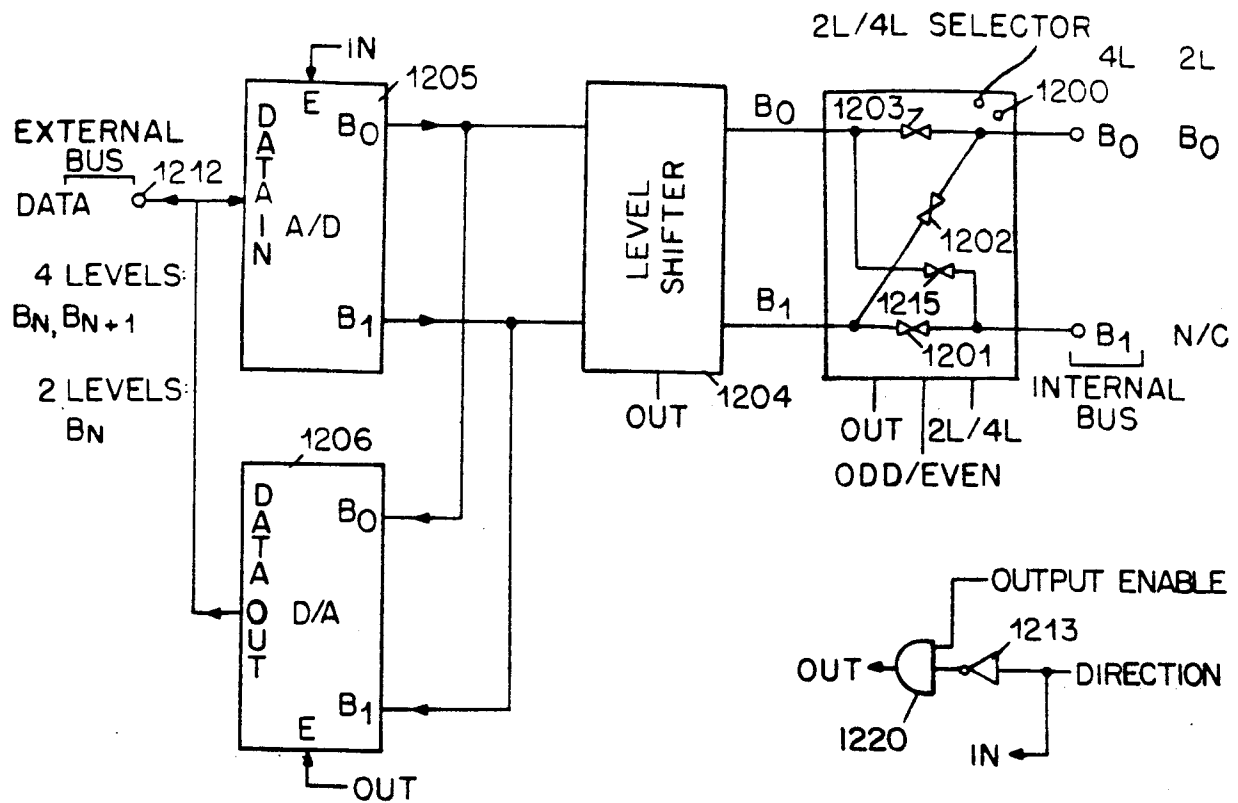 2L/4L SELECTOR
4L 2L
IN
1205
1203
1200
E
B0
B0
B0 B0
EXTERNAL
BUS
1212
DATA
DATA IN
A/D
LEVEL
SHIFTER
1202
4 LEVELS:
BN, BN+1
B1
B1
1215
1201
B1 N/C
2 LEVELS:
BN
1204
OUT
INTERNAL
BUS
OUT 2L/4L
ODD/EVEN
1206
DATA OUT
B0
D/A
B1
E
OUT
OUTPUT ENABLE
1213
OUT
DIRECTION
1220
IN